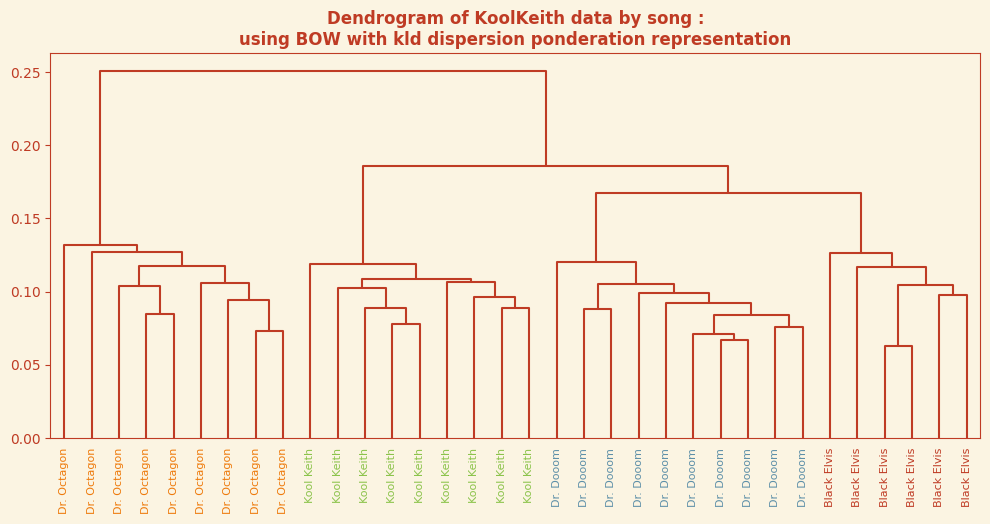 Dendrogram of KoolKeith data by song :
using BOW with kld dispersion ponderation representation
0.25
0.20
0.15
0.10
0.05
0.00
Dr. Octagon
Dr. Octagon
Dr. Octagon
Dr. Octagon
Dr. Octagon
Dr. Octagon
Dr. Octagon
Dr. Octagon
Dr. Octagon
Kool Keith
Kool Keith
Kool Keith
Kool Keith
Kool Keith
Kool Keith
Kool Keith
Kool Keith
Kool Keith
Dr. Dooom
Dr. Dooom
Dr. Dooom
Dr. Dooom
Dr. Dooom
Dr. Dooom
Dr. Dooom
Dr. Dooom
Dr. Dooom
Dr. Dooom
Black Elvis
Black Elvis
Black Elvis
Black Elvis
Black Elvis
Black Elvis